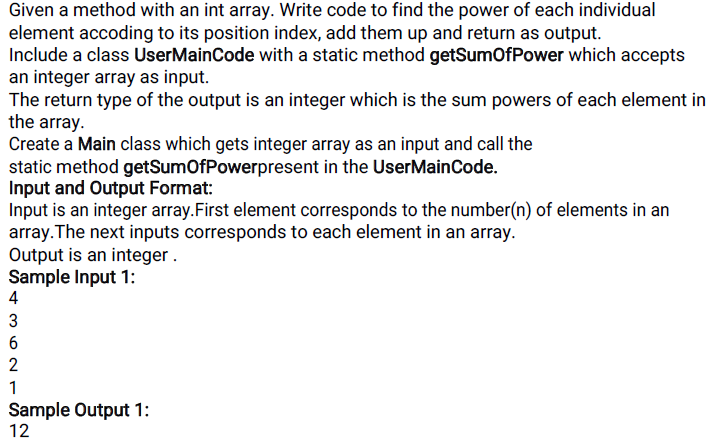 Given a method with an int array. Write code to find the power of each individual
element accoding to its position index, add them up and return as output.
Include a class UserMainCode with a static method getSumOfPower which accepts
an integer array as input.
The return type of the output is an integer which is the sum powers of each element in
the array.
Create a Main class which gets integer array as an input and call the
static method getSumOfPowerpresent in the UserMainCode.
Input and Output Format:
Input is an integer array.First element corresponds to the number(n) of elements in an
array.The next inputs corresponds to each element in an array.
Output is an integer .
Sample Input 1:
4
3
6
2
1
Sample Output 1:
12